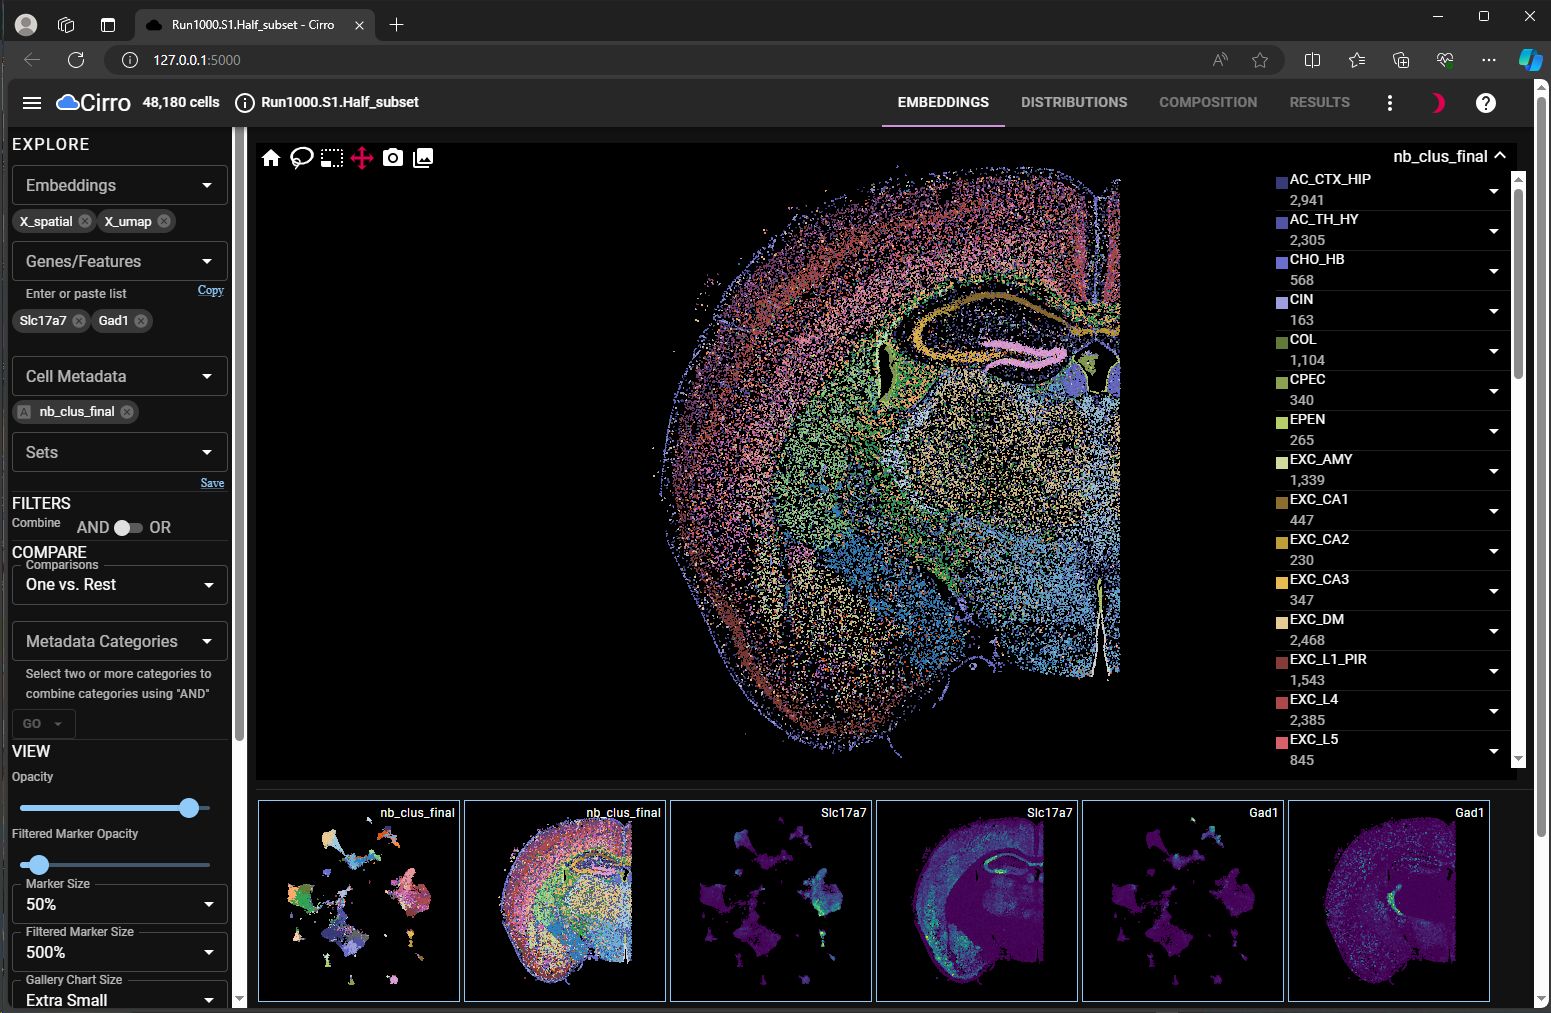 Run1000.S1.Half_subset - Cirro
127.0.0.1:5000
Cirro
48,180 cells
Run1000.S1.Half_subset
EMBEDDINGS
DISTRIBUTIONS
COMPOSITION
RESULTS
EXPLORE
Embeddings
X_spatial
X_umap
Genes/Features
Enter or paste list
Copy
Slc17a7
Gad1
Cell Metadata
A nb_clus_final
Sets
Save
FILTERS
Combine AND OR
COMPARE
Comparisons
One vs. Rest
Metadata Categories
Select two or more categories to
combine categories using "AND"
GO
VIEW
Opacity
Filtered Marker Opacity
Marker Size
50%
Filtered Marker Size
500%
Gallery Chart Size
Extra Small
nb_clus_final
AC_CTX_HIP
2,941
AC_TH_HY
2,305
CHO_HB
568
CIN
163
COL
1,104
CPEC
340
EPEN
265
EXC_AMY
1,339
EXC_CA1
447
EXC_CA2
230
EXC_CA3
347
EXC_DM
2,468
EXC_L1_PIR
1,543
EXC_L4
2,385
EXC_L5
845
nb_clus_final
nb_clus_final
Slc17a7
Slc17a7
Gad1
Gad1